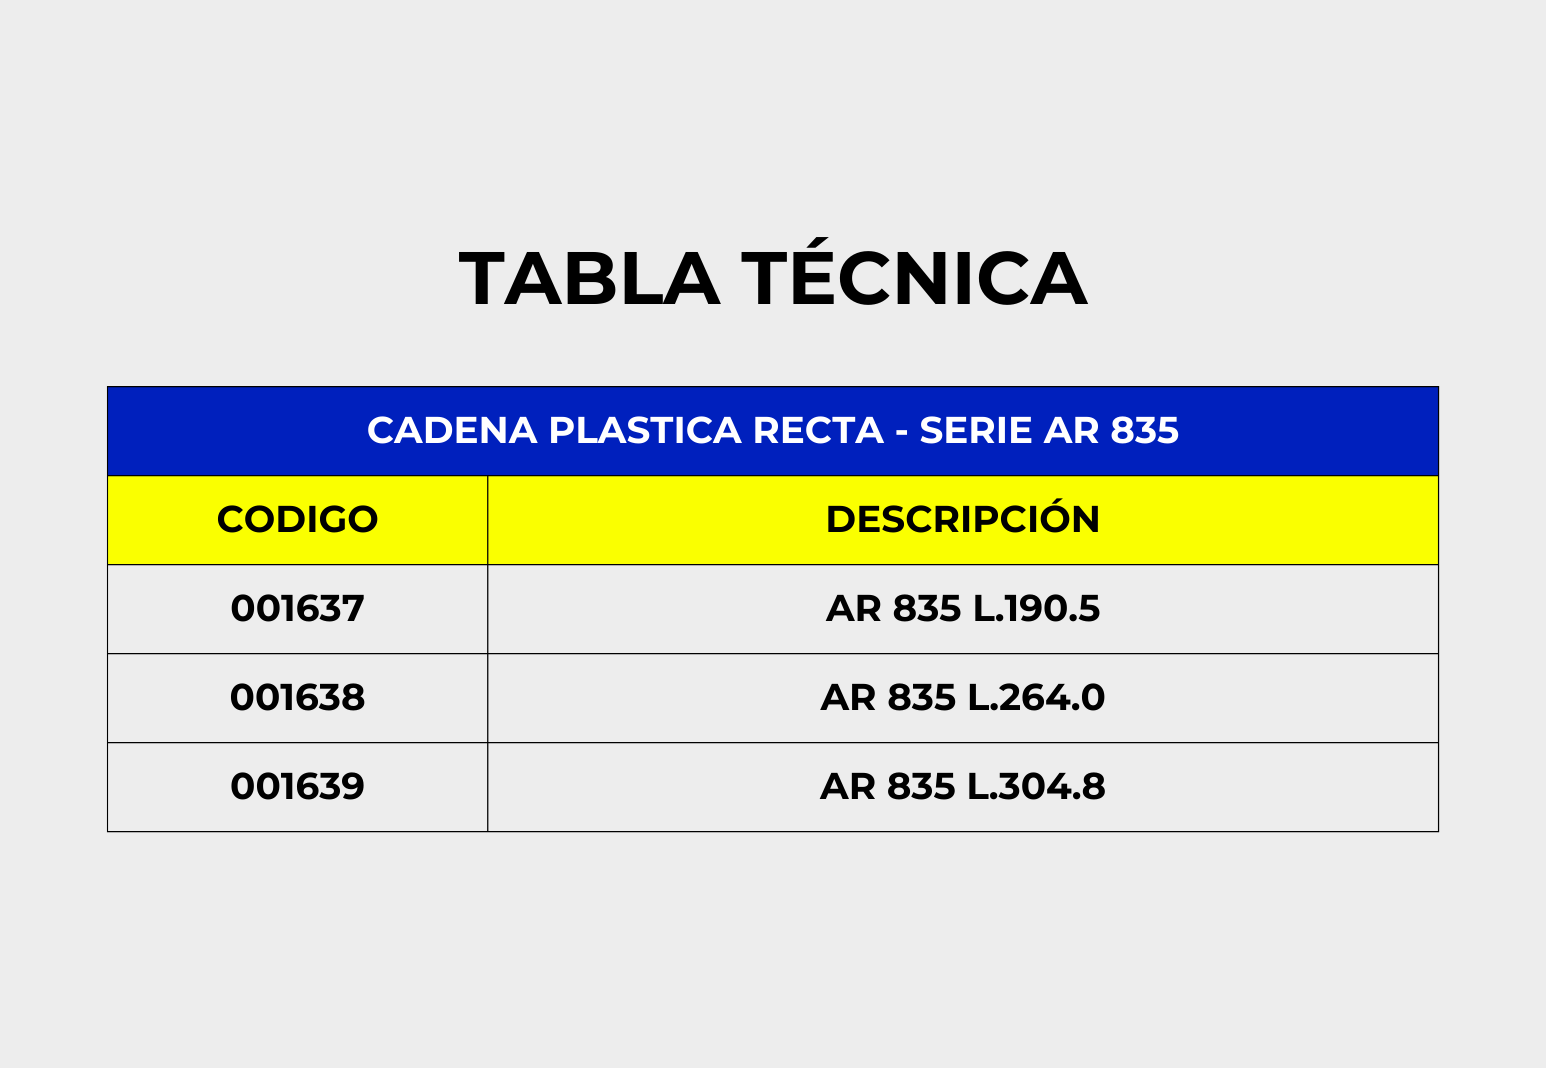 TABLA TÉCNICA
CADENA PLASTICA RECTA - SERIE AR 835
CODIGO DESCRIPCIÓN
001637 AR 835 L.190.5
001638 AR 835 L.264.0
001639 AR 835 L.304.8